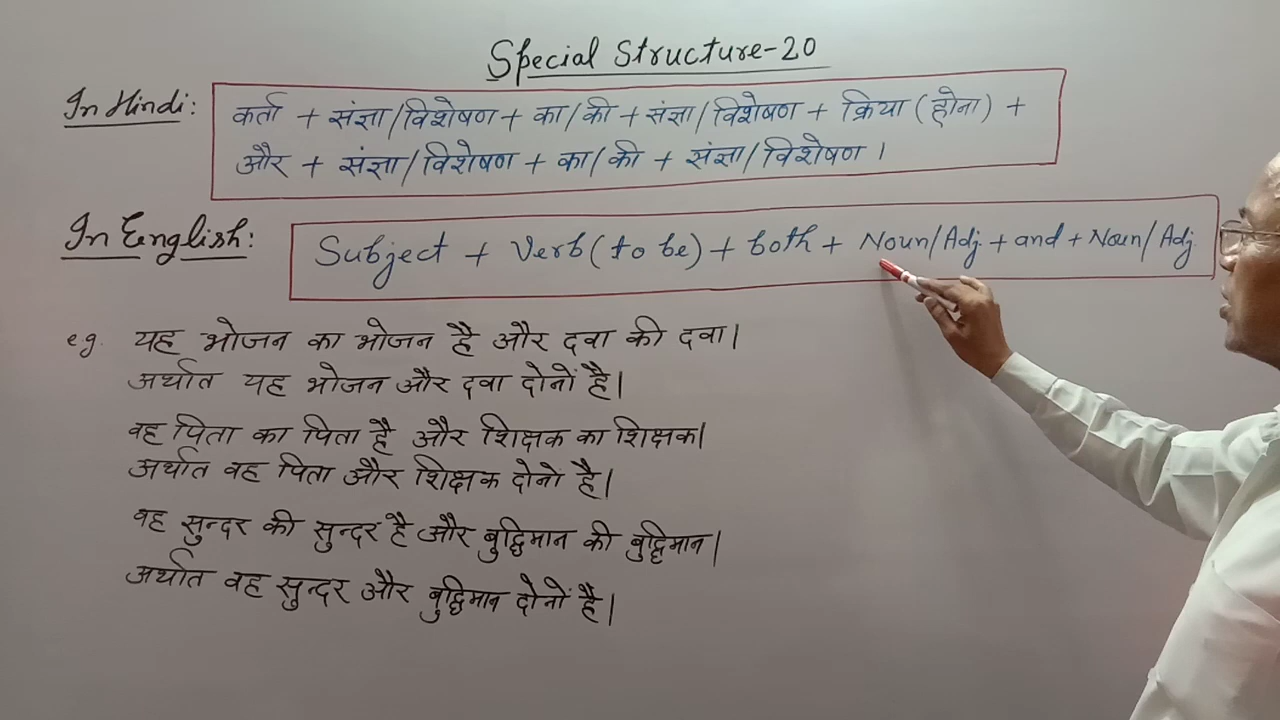 Special Structure-20
In Hindi:
कर्ता + संज्ञा/विशेषण + का/की + संज्ञा/विशेषण + क्रिया (होना) +
और + संज्ञा/विशेषण + का/की + संज्ञा/विशेषण ।
In English:
Subject + Verb(to be) + both + Noun/Adj + and + Noun/Adj
e.g. यह भोजन का भोजन है और दवा की दवा।
अर्थात यह भोजन और दवा दोनों है।
वह पिता का पिता है और शिक्षक का शिक्षक।
अर्थात वह पिता और शिक्षक दोनो है।
वह सुन्दर की सुन्दर है और बुद्धिमान की बुद्धिमान।
अर्थात वह सुन्दर और बुद्धिमान दोनों है।